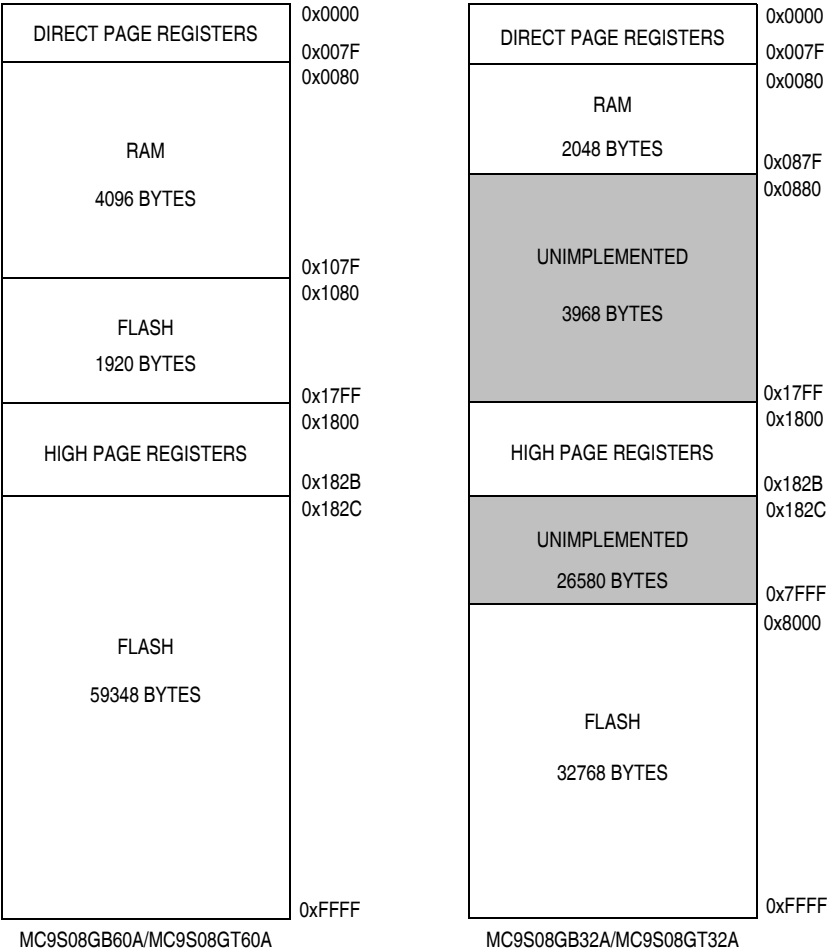 DIRECT PAGE REGISTERS
0x0000
0x007F
0x0080
RAM
4096 BYTES
0x107F
0x1080
FLASH
1920 BYTES
0x17FF
0x1800
HIGH PAGE REGISTERS
0x182B
0x182C
FLASH
59348 BYTES
0xFFFF
MC9S08GB60A/MC9S08GT60A
DIRECT PAGE REGISTERS
0x0000
0x007F
0x0080
RAM
2048 BYTES
0x087F
0x0880
UNIMPLEMENTED
3968 BYTES
0x17FF
0x1800
HIGH PAGE REGISTERS
0x182B
0x182C
UNIMPLEMENTED
26580 BYTES
0x7FFF
0x8000
FLASH
32768 BYTES
0xFFFF
MC9S08GB32A/MC9S08GT32A